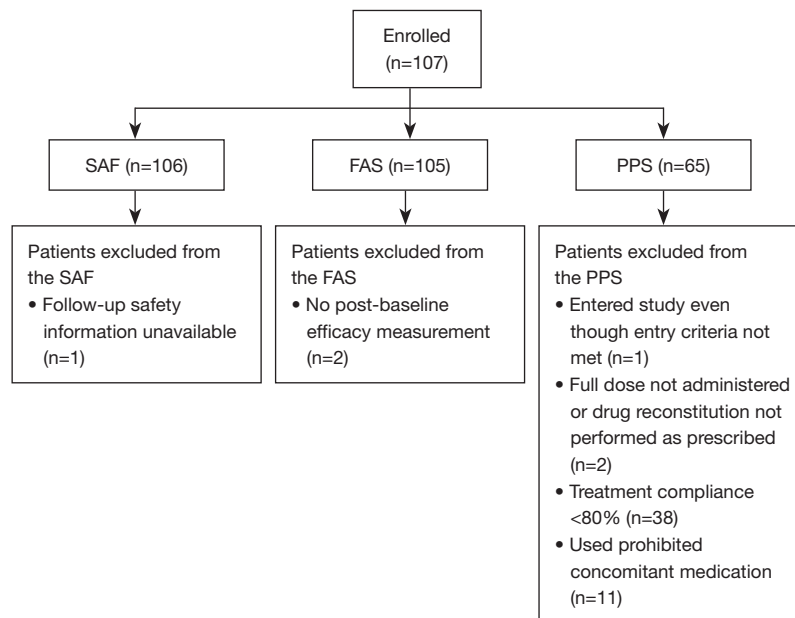 Enrolled
(n=107)
SAF (n=106)
FAS (n=105)
PPS (n=65)
Patients excluded from
the SAF
• Follow-up safety
information unavailable
(n=1)
Patients excluded from
the FAS
• No post-baseline
efficacy measurement
(n=2)
Patients excluded from
the PPS
• Entered study even
though entry criteria not
met (n=1)
• Full dose not administered
or drug reconstitution not
performed as prescribed
(n=2)
• Treatment compliance
<80% (n=38)
• Used prohibited
concomitant medication
(n=11)